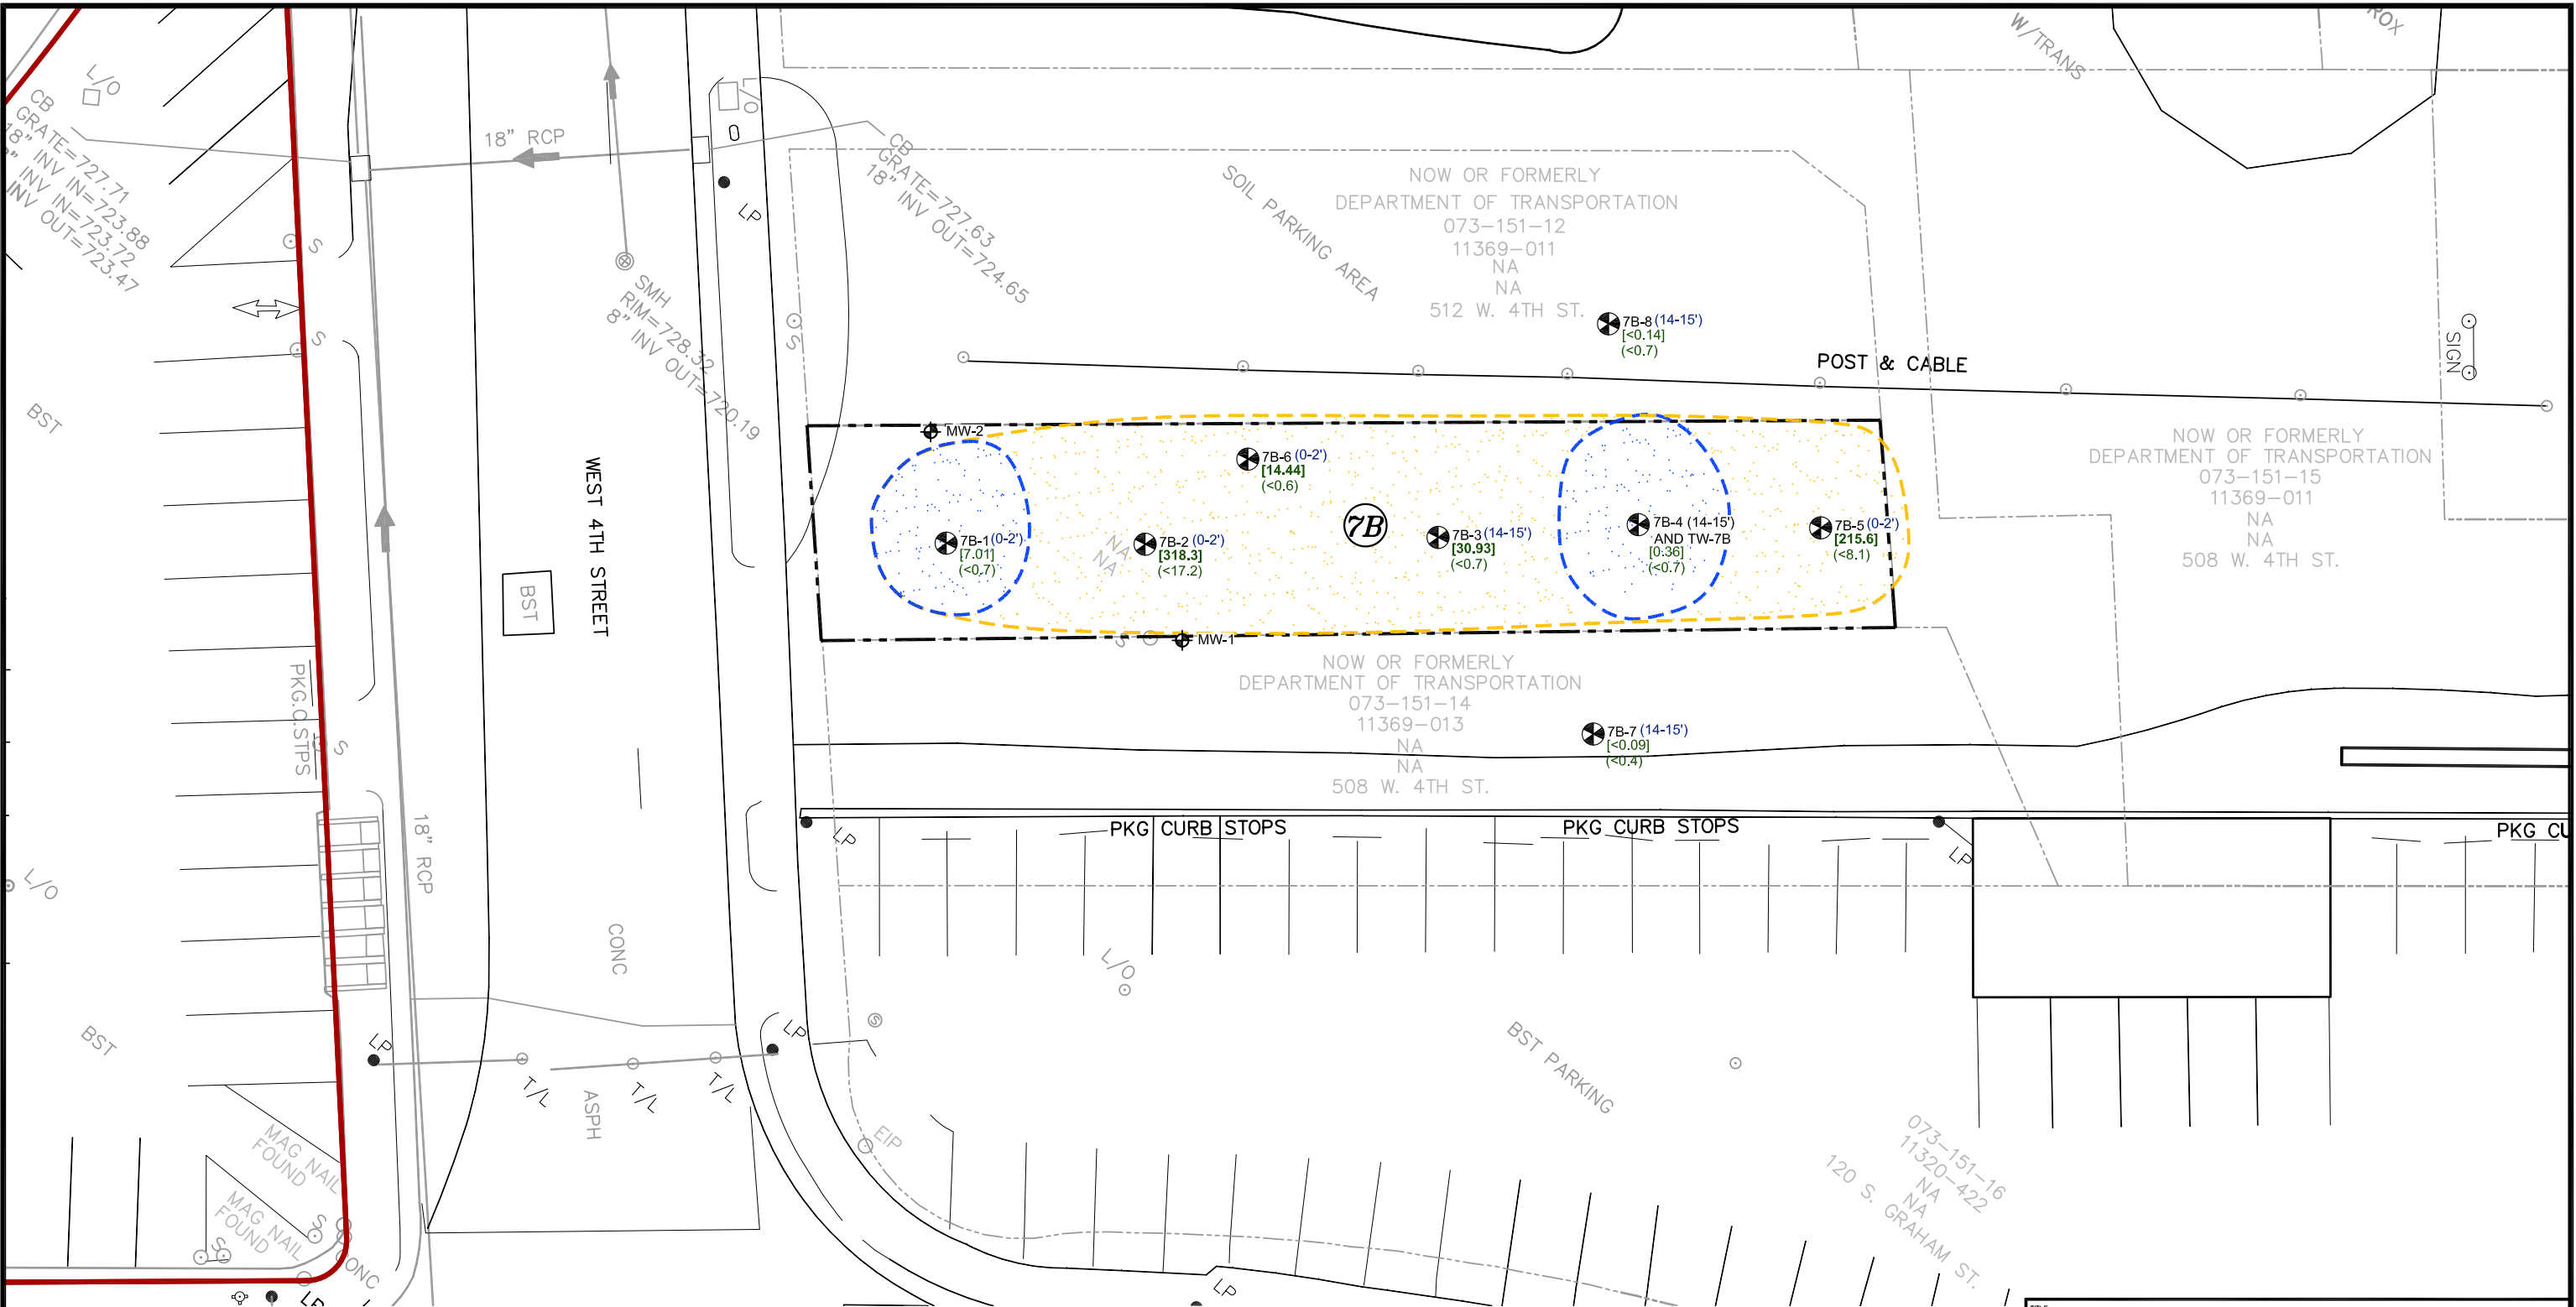 L/O
CB
GRATE=727.71
18" INV IN=723.88
INV IN=723.72
INV OUT=723.47
18" RCP
L/O
LP
CB
GRATE=727.63
18" INV OUT=724.65
SMH
RIM=728.32
8" INV OUT=720.19
S
S
S
SOIL PARKING AREA
NOW OR FORMERLY
DEPARTMENT OF TRANSPORTATION
073-151-12
11369-011
NA
NA
512 W. 4TH ST.
W/TRANS
ROX
SIGN
7B-8 (14-15')
[<0.14]
(<0.7)
POST & CABLE
BST
WEST 4TH STREET
BST
MW-2
7B-6 (0-2')
[14.44]
(<0.6)
7B
7B-1 (0-2')
[7.01]
(<0.7)
NA
NA
7B-2 (0-2')
[318.3]
(<17.2)
7B-3 (14-15')
[30.93]
(<0.7)
7B-4 (14-15')
AND TW-7B
[0.36]
(<0.7)
7B-5 (0-2')
[215.6]
(<8.1)
S
MW-1
NOW OR FORMERLY
DEPARTMENT OF TRANSPORTATION
073-151-15
11369-011
NA
NA
508 W. 4TH ST.
NOW OR FORMERLY
DEPARTMENT OF TRANSPORTATION
073-151-14
11369-013
NA
NA
508 W. 4TH ST.
7B-7 (14-15')
[<0.09]
(<0.4)
PKG.C.STPS
S
18" RCP
L/O
LP
PKG CURB STOPS
PKG CURB STOPS
LP
PKG CU
CONC
L/O
BST
LP
T/L
T/L
T/L
LP
S
ASPH
BST PARKING
EIP
MAG NAIL
FOUND
MAG NAIL
FOUND
S
S
CONC
LP
LP
073-151-16
11320-422
NA
NA
120 S. GRAHAM ST.
TITLE